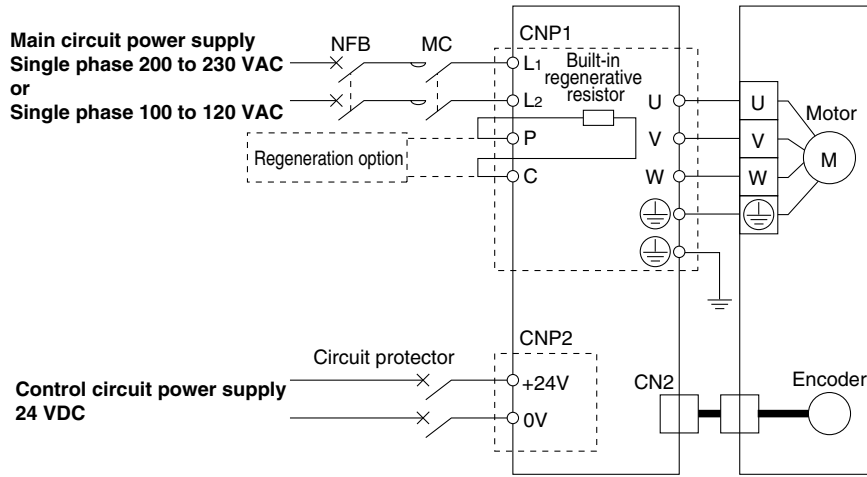 Main circuit power supply
Single phase 200 to 230 VAC
or
Single phase 100 to 120 VAC
NFB
MC
CNP1
L1
Built-in
regenerative
resistor
L2
U
U
Motor
P
V
V
M
Regeneration option
C
W
W
CNP2
Circuit protector
Control circuit power supply
24 VDC
+24V
0V
CN2
Encoder